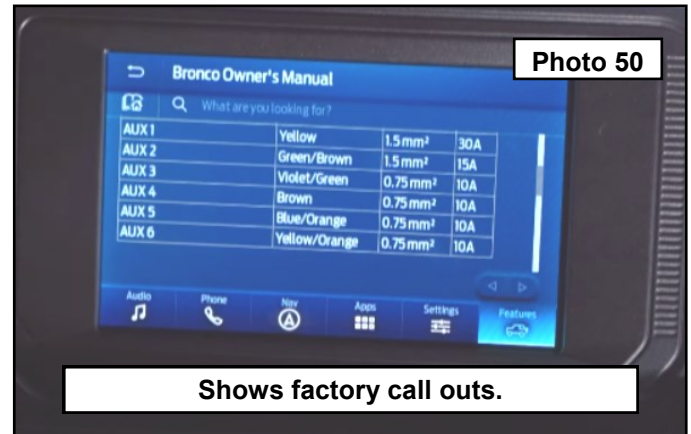 Photo 50
Bronco Owner's Manual
What are you looking for?
AUX 1 Yellow 1.5 mm² 30A
AUX 2 Green/Brown 1.5 mm² 15A
AUX 3 Violet/Green 0.75 mm² 10A
AUX 4 Brown 0.75 mm² 10A
AUX 5 Blue/Orange 0.75 mm² 10A
AUX 6 Yellow/Orange 0.75 mm² 10A
Audio Phone Nav Apps Settings Features
Shows factory call outs.